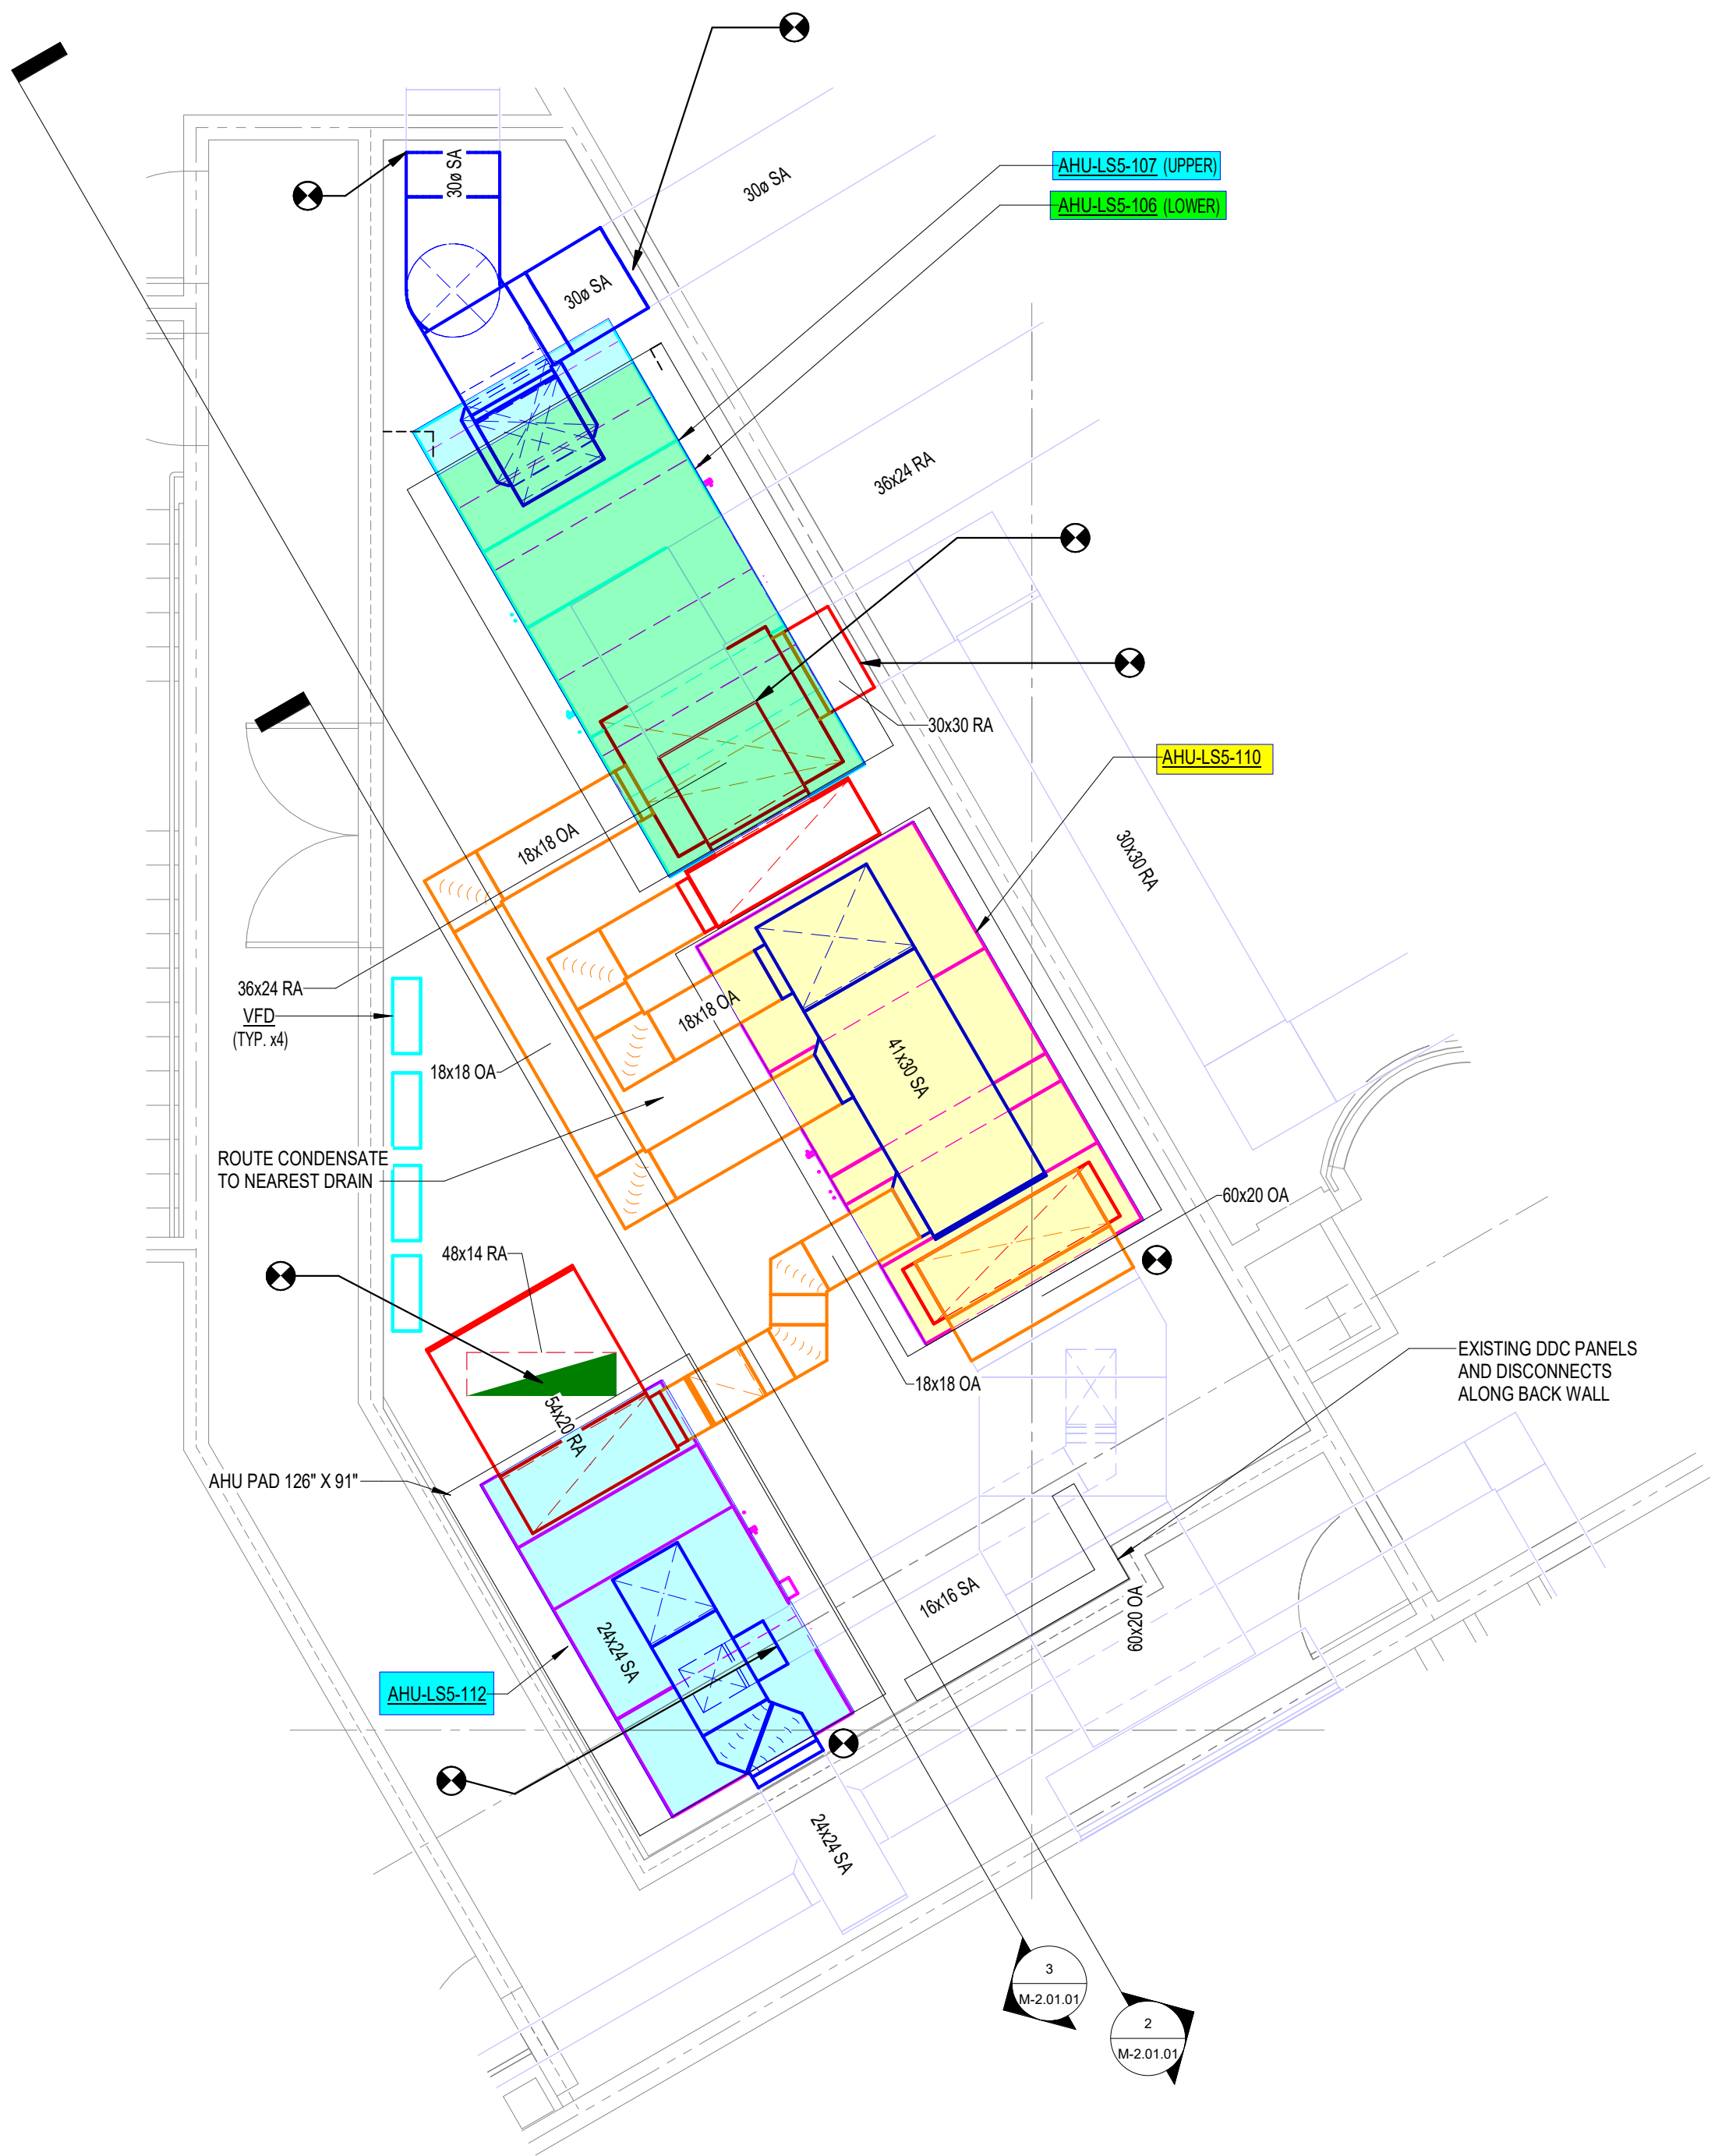 30ø SA
30ø SA
AHU-LS5-107 (UPPER)
AHU-LS5-106 (LOWER)
30ø SA
36x24 RA
30x30 RA
AHU-LS5-110
18x18 OA
30x30 RA
36x24 RA
VFD
(TYP. x4)
18x18 OA
18x18 OA
41x30 SA
ROUTE CONDENSATE
TO NEAREST DRAIN
60x20 OA
48x14 RA
EXISTING DDC PANELS
AND DISCONNECTS
ALONG BACK WALL
18x18 OA
54x20 RA
AHU PAD 126" X 91"
16x16 SA
60x20 OA
24x24 SA
AHU-LS5-112
24x24 SA
3
M-2.01.01
2
M-2.01.01